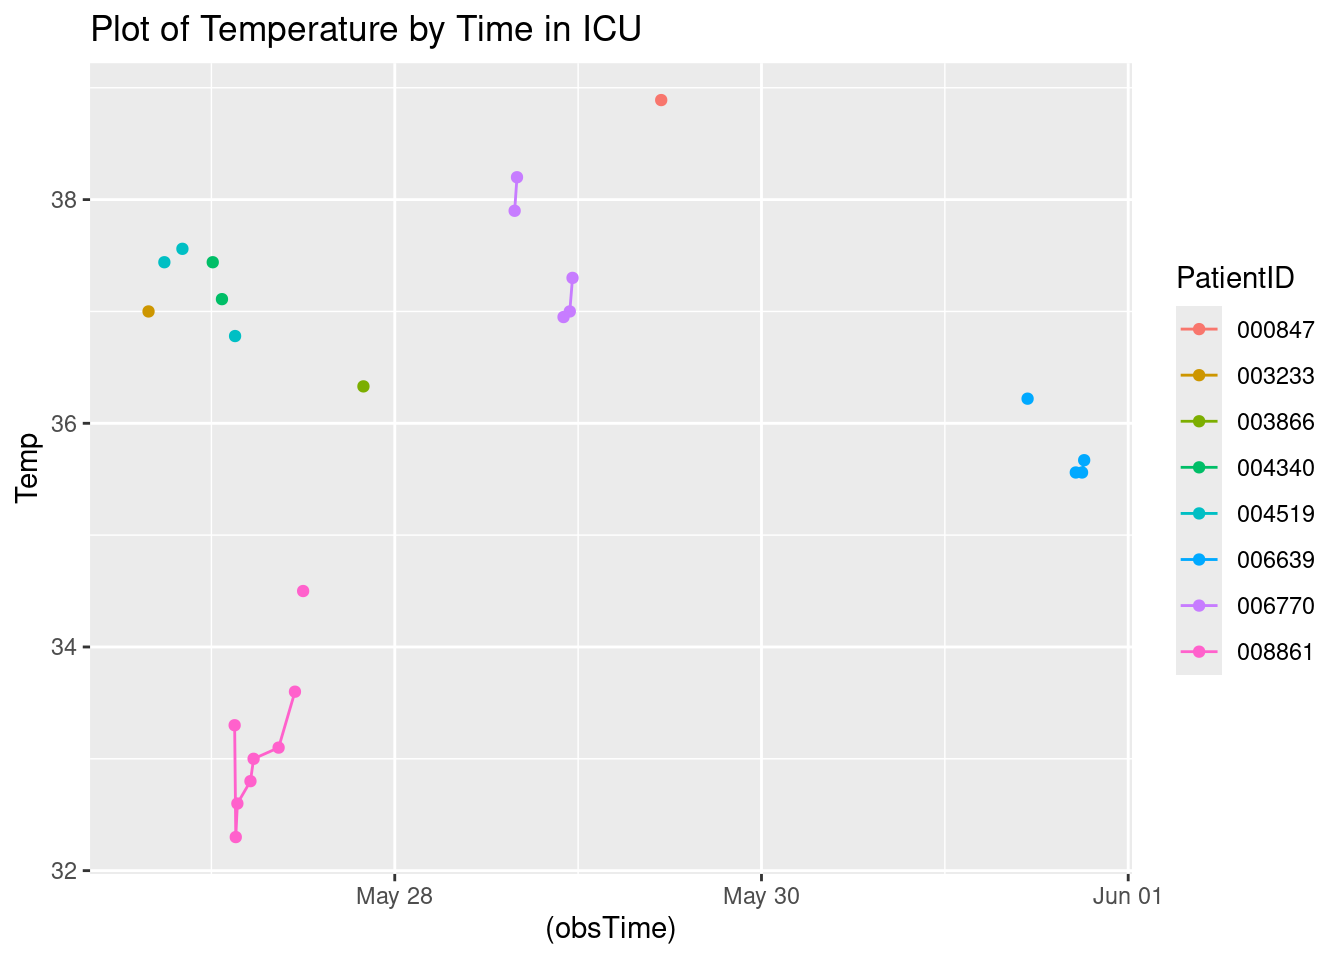 Plot of Temperature by Time in ICU
Temp
38
36
34
32
May 28
May 30
Jun 01
(obsTime)
PatientID
000847
003233
003866
004340
004519
006639
006770
008861